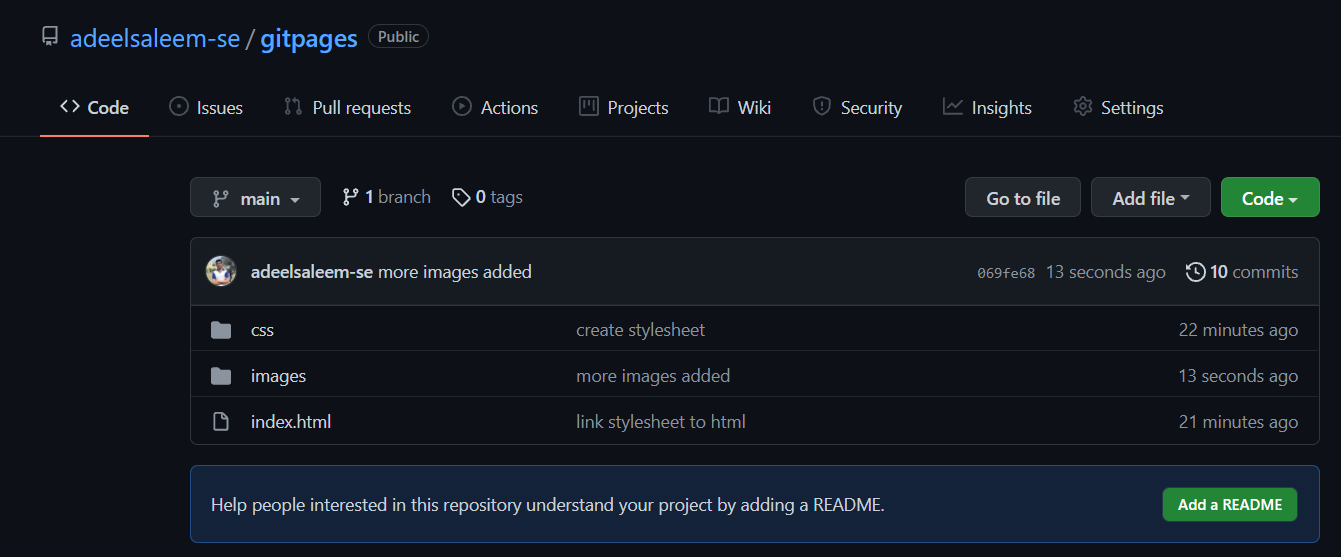 adeelsaleem-se / gitpages Public
Code Issues Pull requests Actions Projects Wiki Security Insights Settings
main 1 branch 0 tags Go to file Add file Code
adeelsaleem-se more images added 069fe68 13 seconds ago 10 commits
css create stylesheet 22 minutes ago
images more images added 13 seconds ago
index.html link stylesheet to html 21 minutes ago
Help people interested in this repository understand your project by adding a README. Add a README